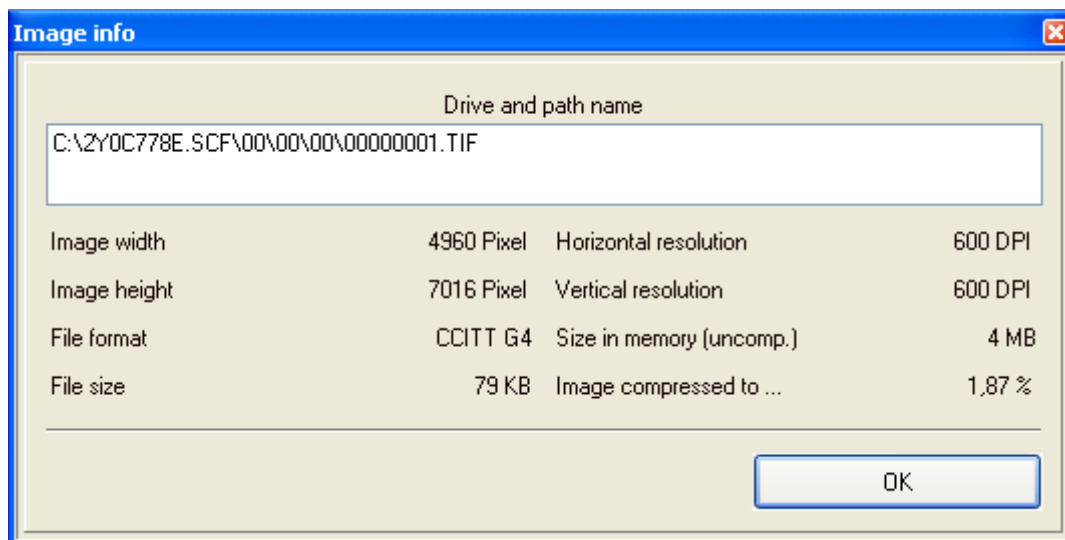 Image info
Drive and path name
C:\2Y0C778E.SCF\00\00\00\00000001.TIF
Image width 4960 Pixel Horizontal resolution 600 DPI
Image height 7016 Pixel Vertical resolution 600 DPI
File format CCITT G4 Size in memory (uncomp.) 4 MB
File size 79 KB Image compressed to ... 1,87 %
OK